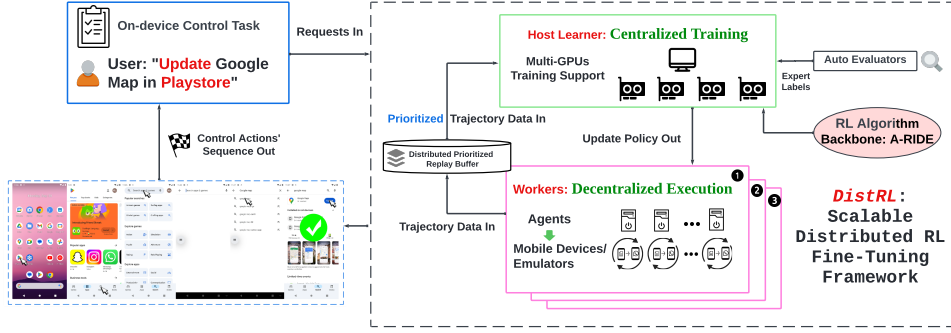 On-device Control Task
User: "Update Google
Map in Playstore"
Requests In
Control Actions'
Sequence Out
Host Learner: Centralized Training
Multi-GPUs
Training Support
Auto Evaluators
Expert
Labels
RL Algorithm
Backbone: A-RIDE
Prioritized Trajectory Data In
Update Policy Out
Distributed Prioritized
Replay Buffer
Trajectory Data In
Workers: Decentralized Execution
1
2
3
Agents
Mobile Devices/
Emulators
DistRL:
Scalable
Distributed RL
Fine-Tuning
Framework